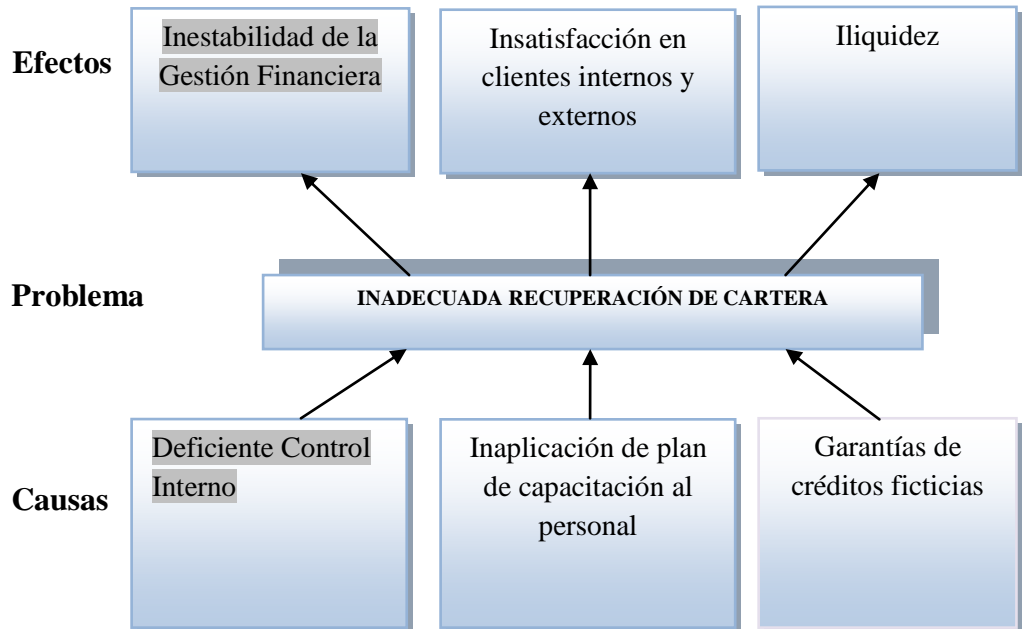 Efectos
Inestabilidad de la
Gestión Financiera
Insatisfacción en
clientes internos y
externos
Iliquidez
Problema
INADECUADA RECUPERACIÓN DE CARTERA
Causas
Deficiente Control
Interno
Inaplicación de plan
de capacitación al
personal
Garantías de
créditos ficticias